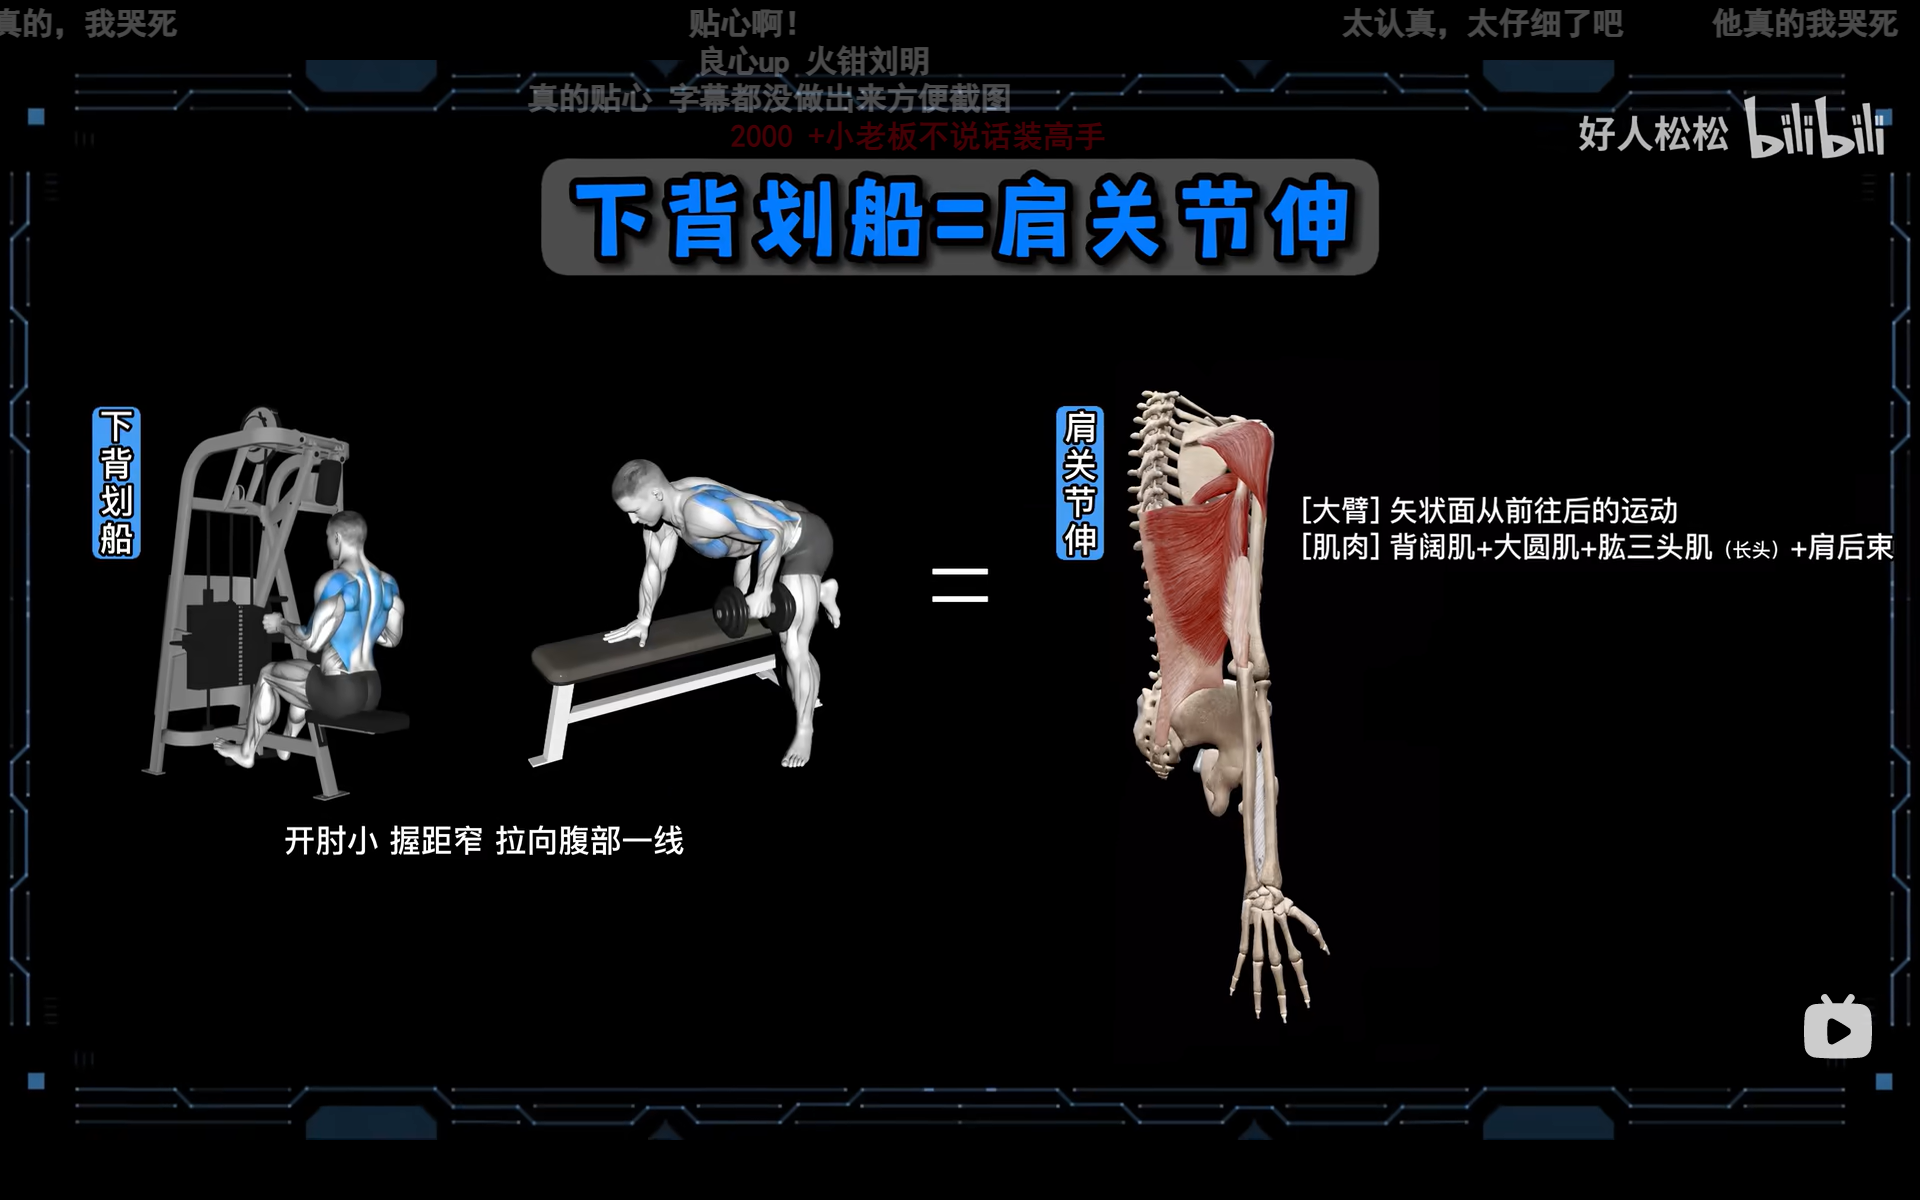 真的，我哭死
贴心啊！
太认真，太仔细了吧
他真的我哭死
良心up 火钳刘明
真的贴心 字幕都没做出来方便截图
2000 +小老板不说话装高手
好人松松 bilibili
下背划船=肩关节伸
下背划船
肩关节伸
[大臂] 矢状面从前往后的运动
[肌肉] 背阔肌+大圆肌+肱三头肌（长头）+肩后束
=
开肘小 握距窄 拉向腹部一线